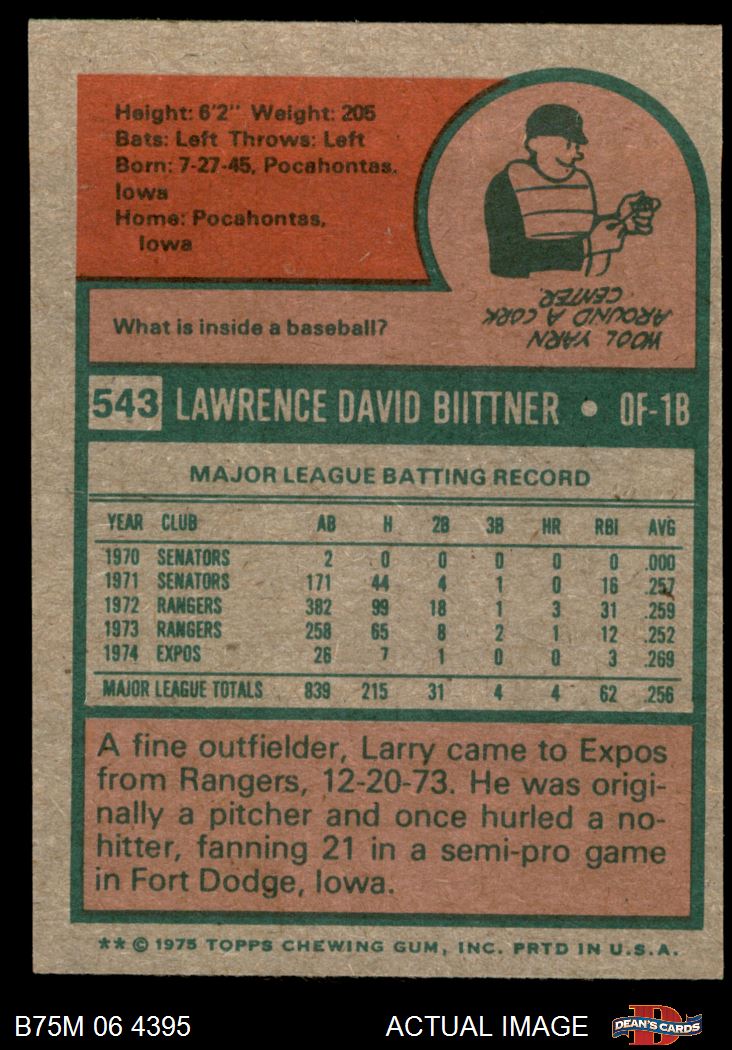 Height: 6'2" Weight: 205
Bats: Left Throws: Left
Born: 7-27-45, Pocahontas,
Iowa
Home: Pocahontas,
Iowa
What is inside a baseball?
WOOL YARN
AROUND A CORK
CENTER.
543 LAWRENCE DAVID BIITTNER • OF-1B
MAJOR LEAGUE BATTING RECORD
YEAR CLUB AB H 2B 3B HR RBI AVG
1970 SENATORS 2 0 0 0 0 0 .000
1971 SENATORS 171 44 4 1 0 16 .257
1972 RANGERS 382 99 18 1 3 31 .259
1973 RANGERS 258 65 8 2 1 12 .252
1974 EXPOS 26 7 1 0 0 3 .269
MAJOR LEAGUE TOTALS 839 215 31 4 4 62 .256
A fine outfielder, Larry came to Expos
from Rangers, 12-20-73. He was origi-
nally a pitcher and once hurled a no-
hitter, fanning 21 in a semi-pro game
in Fort Dodge, Iowa.
** © 1975 TOPPS CHEWING GUM, INC. PRTD IN U.S.A.
B75M 06 4395 ACTUAL IMAGE
D
DEAN'S CARDS